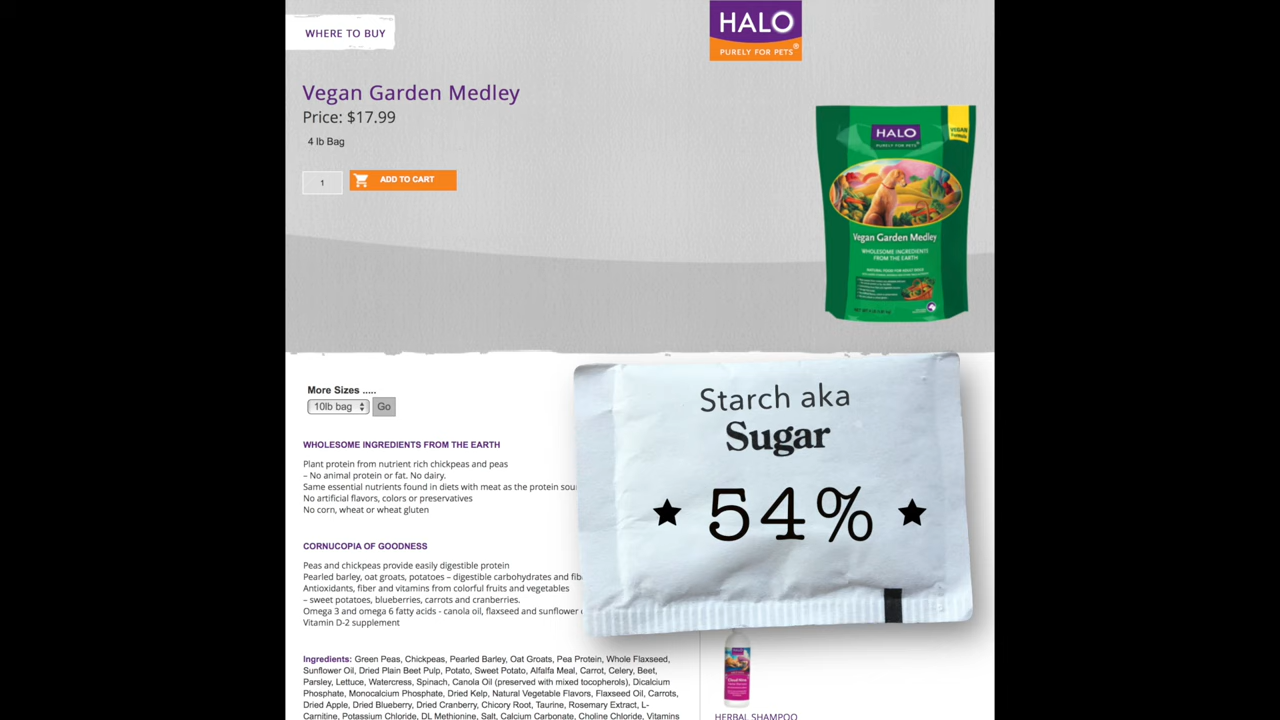 WHERE TO BUY
HALO
PURELY FOR PETS®
Vegan Garden Medley
Price: $17.99
4 lb Bag
1
ADD TO CART
HALO
PURELY FOR PETS
VEGAN
Vegan Garden Medley
WHOLESOME INGREDIENTS
FROM THE EARTH
More Sizes .....
10lb bag
Go
WHOLESOME INGREDIENTS FROM THE EARTH
Plant protein from nutrient rich chickpeas and peas
– No animal protein or fat. No dairy.
Same essential nutrients found in diets with meat as the protein
No artificial flavors, colors or preservatives
No corn, wheat or wheat gluten
CORNUCOPIA OF GOODNESS
Peas and chickpeas provide easily digestible protein
Pearled barley, oat groats, potatoes – digestible carbohydrates and
Antioxidants, fiber and vitamins from colorful fruits and vegetables
– sweet potatoes, blueberries, carrots and cranberries.
Omega 3 and omega 6 fatty acids - canola oil, flaxseed and sunflower
Vitamin D-2 supplement
Ingredients: Green Peas, Chickpeas, Pearled Barley, Oat Groats, Pea Protein, Whole Flaxseed,
Sunflower Oil, Dried Plain Beet Pulp, Potato, Sweet Potato, Alfalfa Meal, Carrot, Celery, Beet,
Parsley, Lettuce, Watercress, Spinach, Canola Oil (preserved with mixed tocopherols), Dicalcium
Phosphate, Monocalcium Phosphate, Dried Kelp, Natural Vegetable Flavors, Flaxseed Oil, Carrots,
Dried Apple, Dried Blueberry, Dried Cranberry, Chicory Root, Taurine, Rosemary Extract, L-
Carnitine, Potassium Chloride, DL Methionine, Salt, Calcium Carbonate, Choline Chloride, Vitamins
Starch aka
Sugar
★ 54% ★
HERBAL SHAMPOO